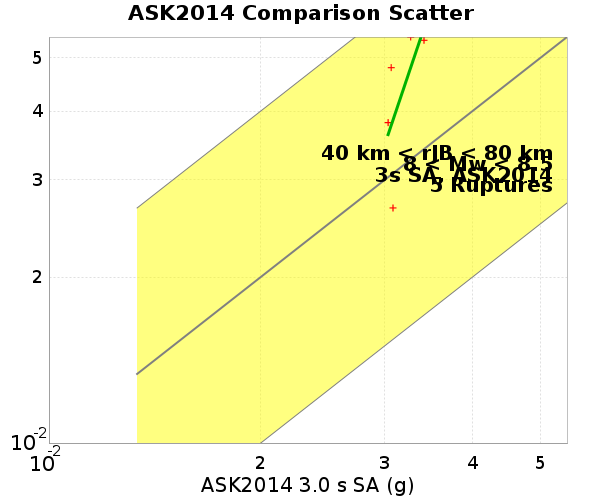 ASK2014 Comparison Scatter
5
4
3
2
10-2
40 km < rJB < 80 km
8 < Mw < 8.5
3s SA, ASK2014
5 Ruptures
10-2
2
3
4
5
ASK2014 3.0 s SA (g)